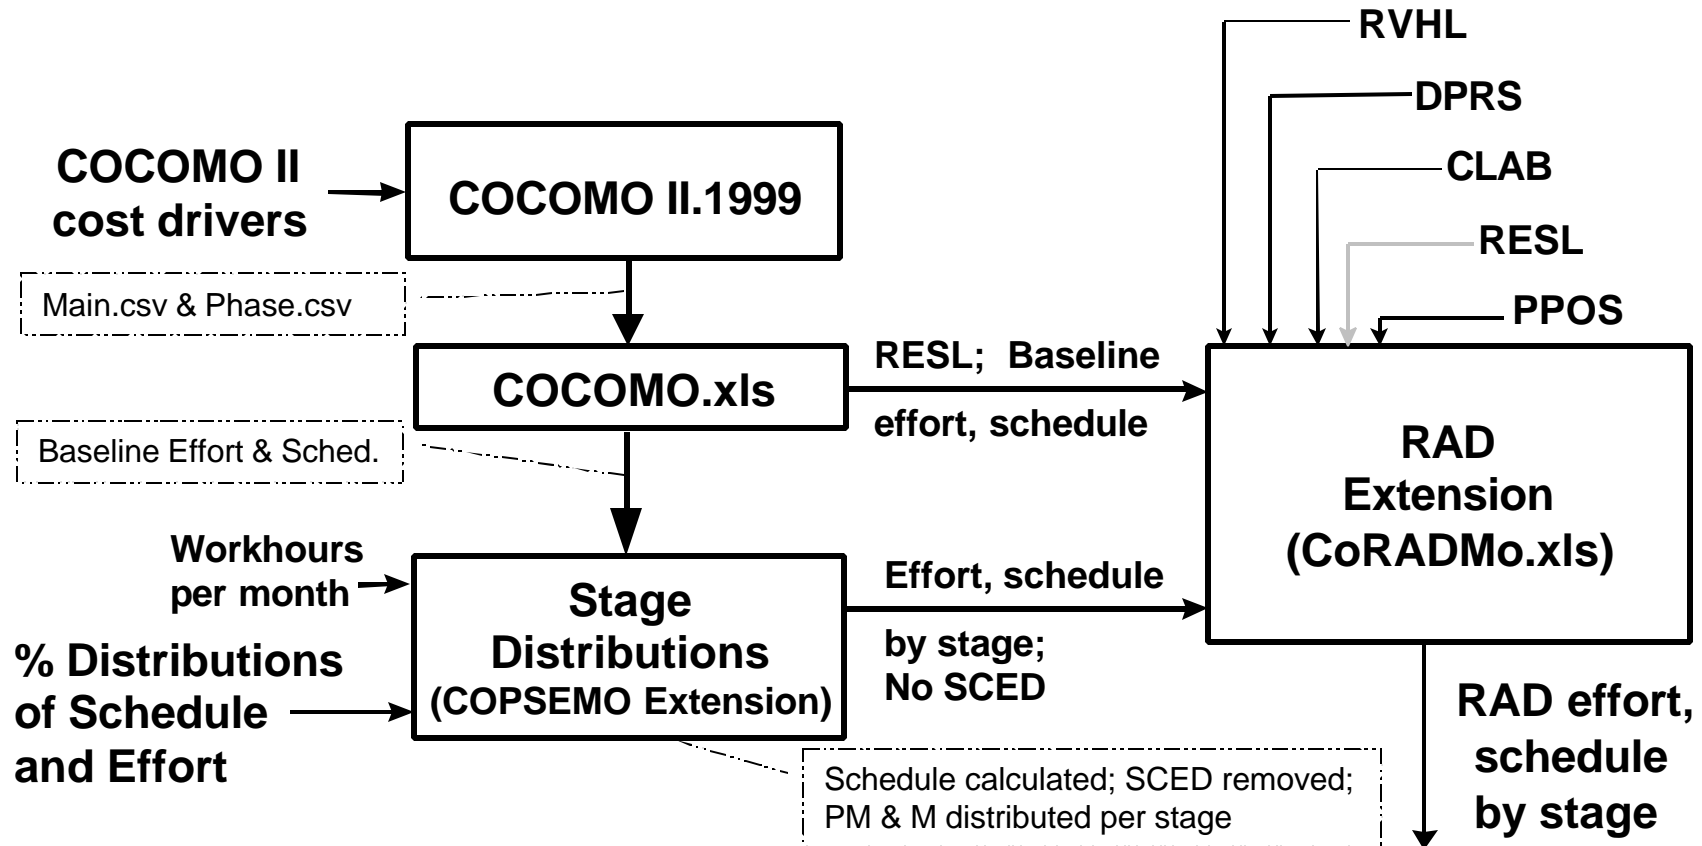 RVHL
DPRS
CLAB
RESL
PPOS
COCOMO II
cost drivers
COCOMO II.1999
Main.csv & Phase.csv
COCOMO.xls
RESL;  Baseline
effort, schedule
Baseline Effort & Sched.
RAD
Extension
(CoRADMo.xls)
Workhours
per month
% Distributions
of Schedule
and Effort
Stage
Distributions
(COPSEMO Extension)
Effort, schedule
by stage;
No SCED
Schedule calculated; SCED removed;
PM & M distributed per stage
RAD effort,
schedule
by stage